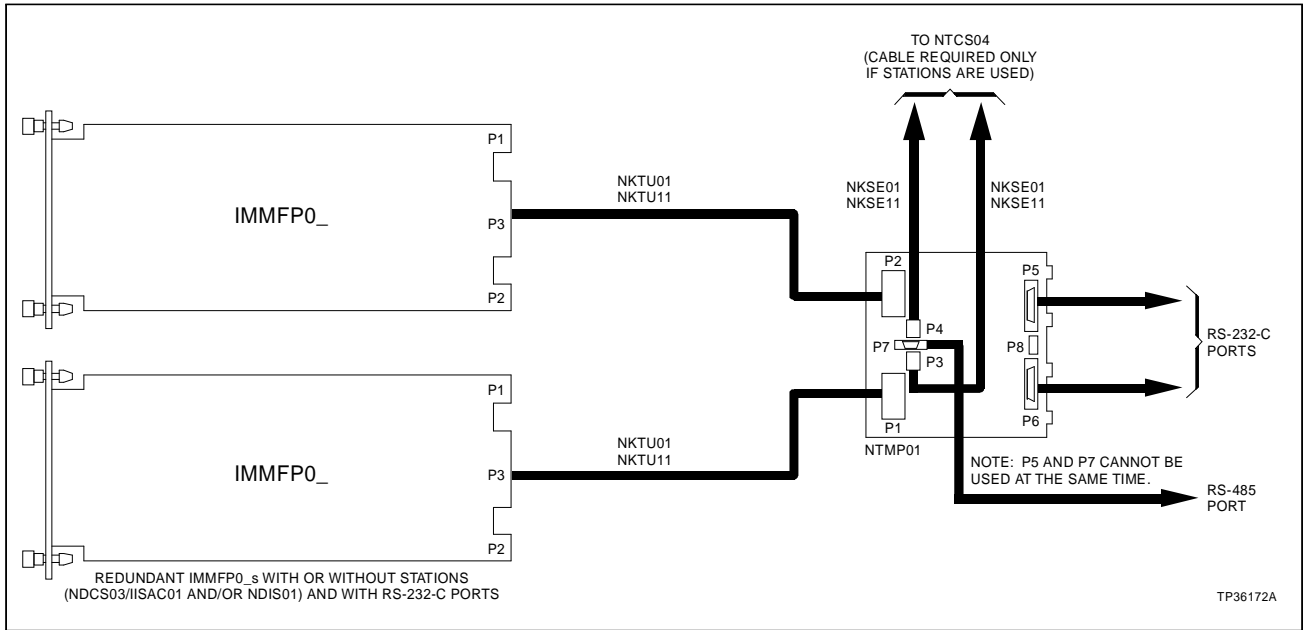 TO NTCS04
(CABLE REQUIRED ONLY
IF STATIONS ARE USED)
P1
IMMFP0_
P3
P2
NKTU01
NKTU11
NKSE01
NKSE11
NKSE01
NKSE11
P2
P5
P4
P7
P3
P8
P1
P6
NTMP01
RS-232-C
PORTS
P1
IMMFP0_
P3
P2
NKTU01
NKTU11
NOTE: P5 AND P7 CANNOT BE
USED AT THE SAME TIME.
RS-485
PORT
REDUNDANT IMMFP0_s WITH OR WITHOUT STATIONS
(NDCS03/IISAC01 AND/OR NDIS01) AND WITH RS-232-C PORTS
TP36172A